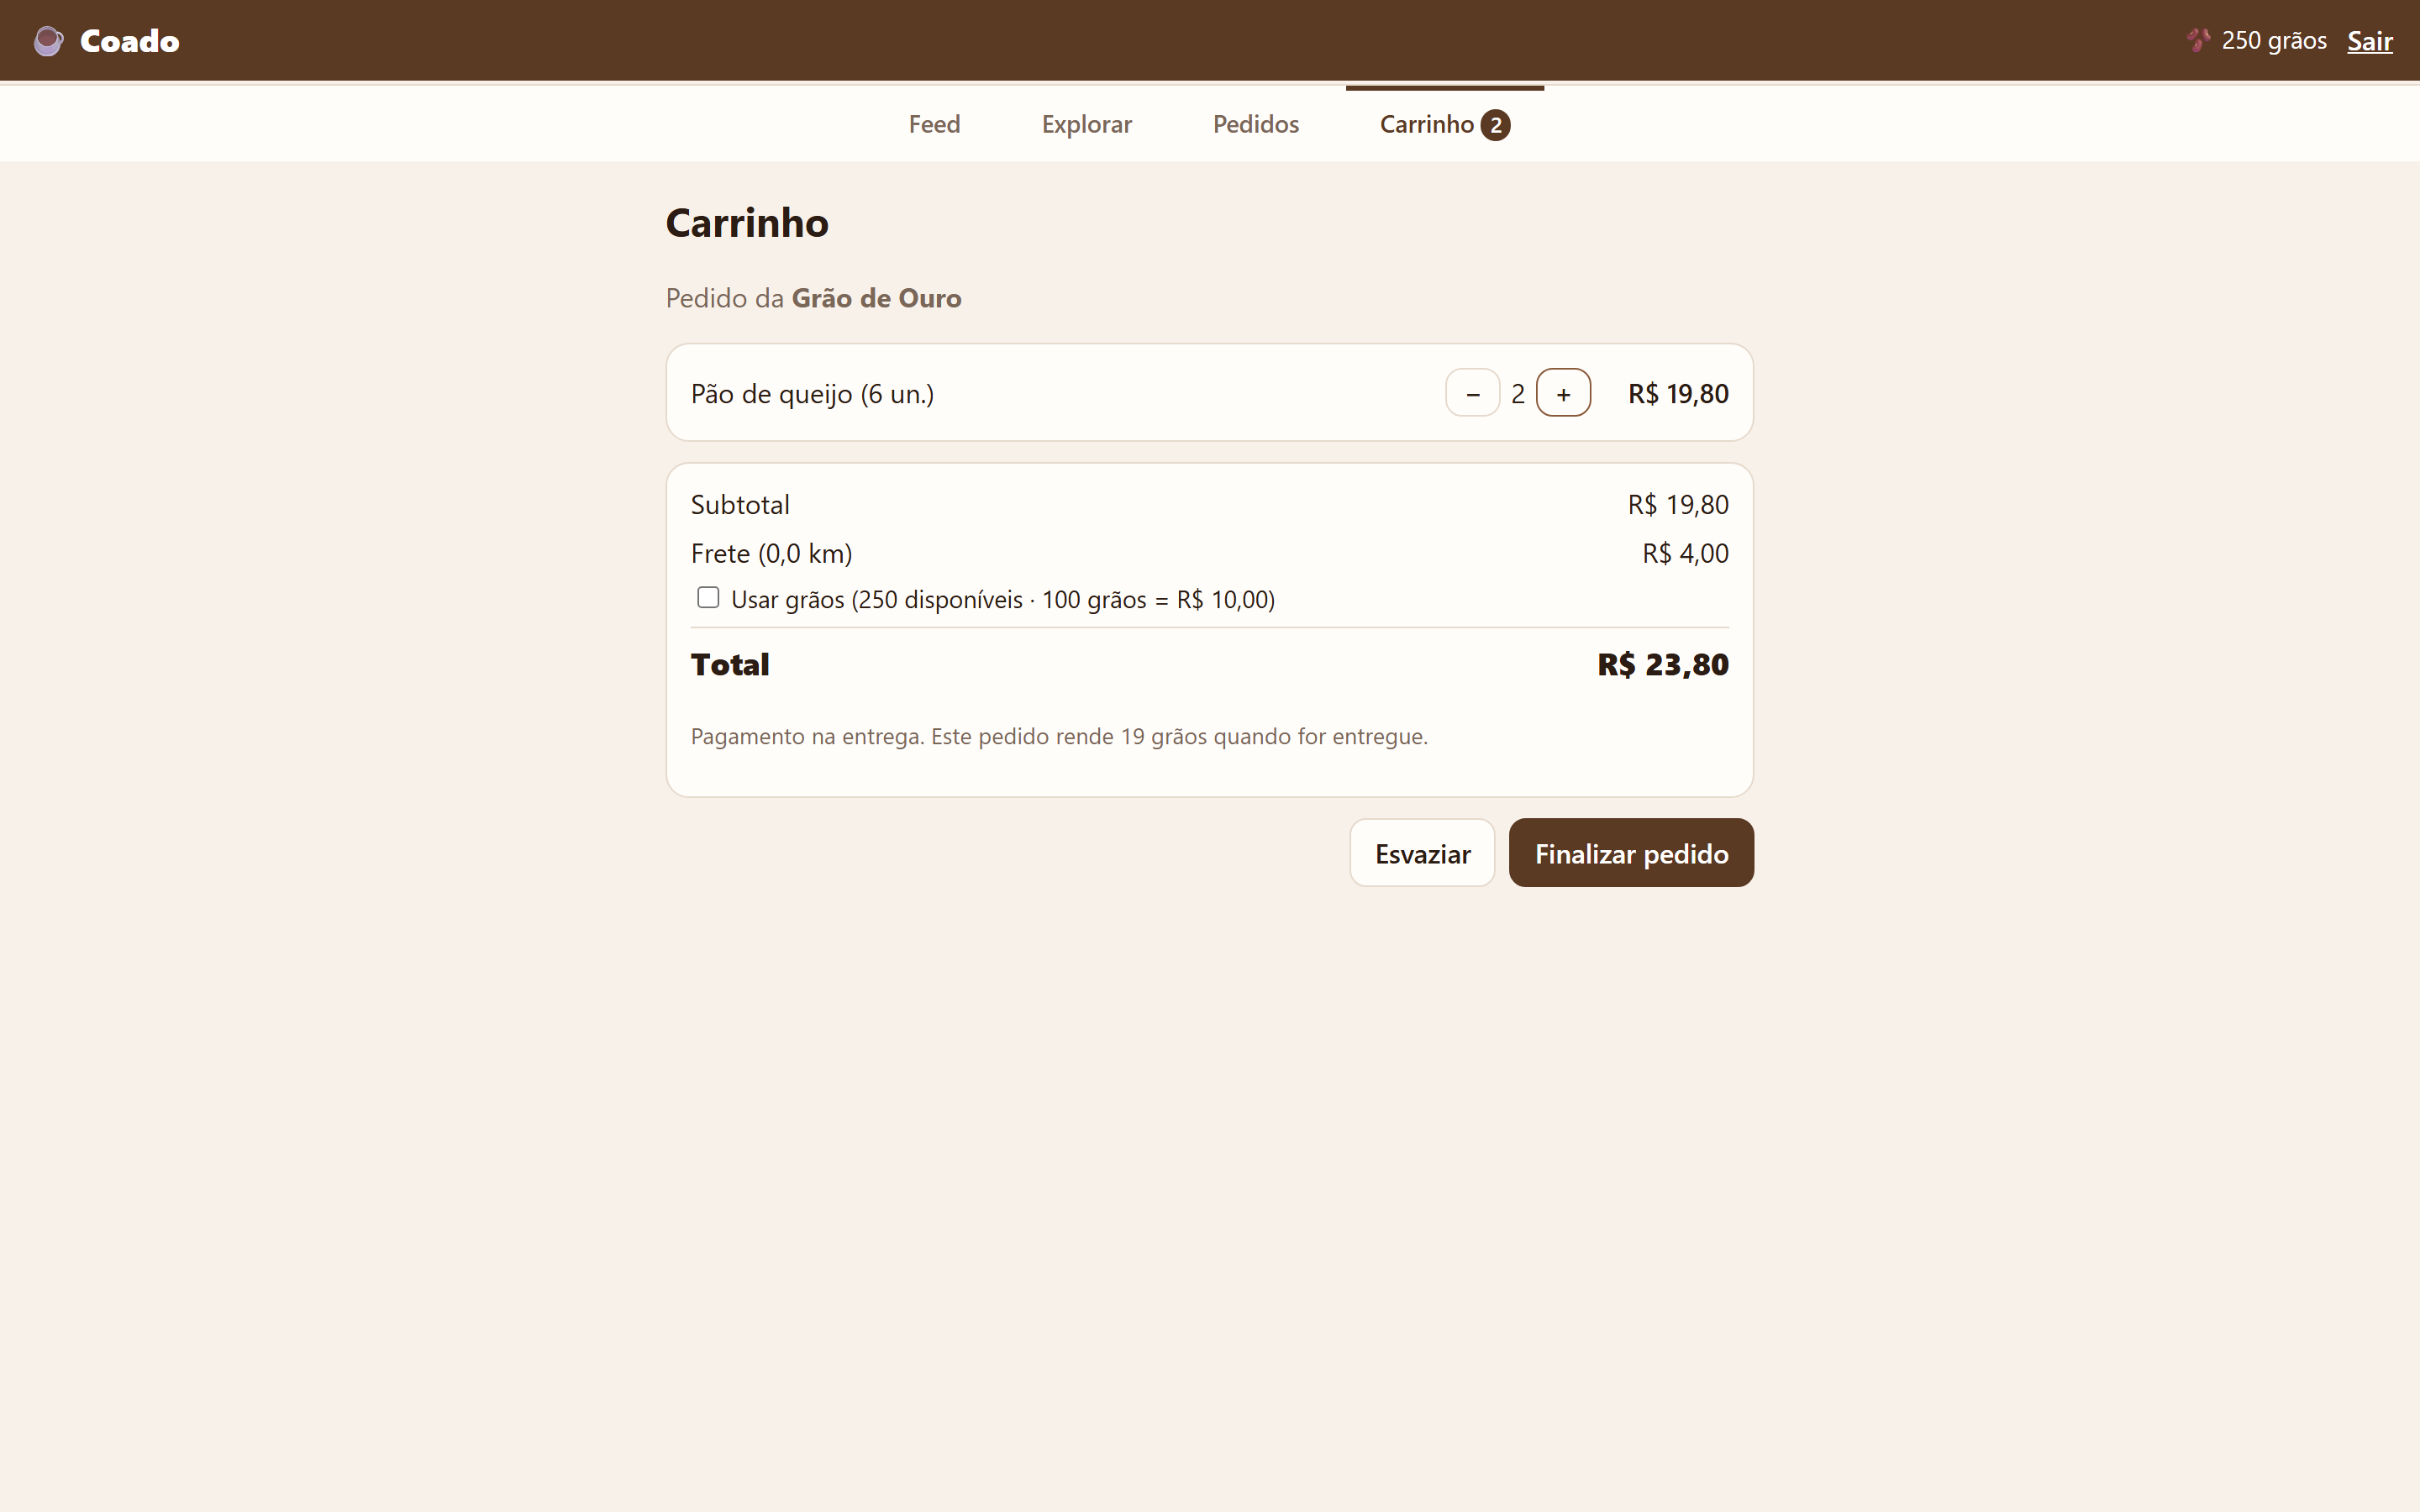 Coado
250 grãos Sair
Feed Explorar Pedidos Carrinho 2
Carrinho
Pedido da Grão de Ouro
Pão de queijo (6 un.) − 2 + R$ 19,80
Subtotal R$ 19,80
Frete (0,0 km) R$ 4,00
Usar grãos (250 disponíveis · 100 grãos = R$ 10,00)
Total R$ 23,80
Pagamento na entrega. Este pedido rende 19 grãos quando for entregue.
Esvaziar Finalizar pedido